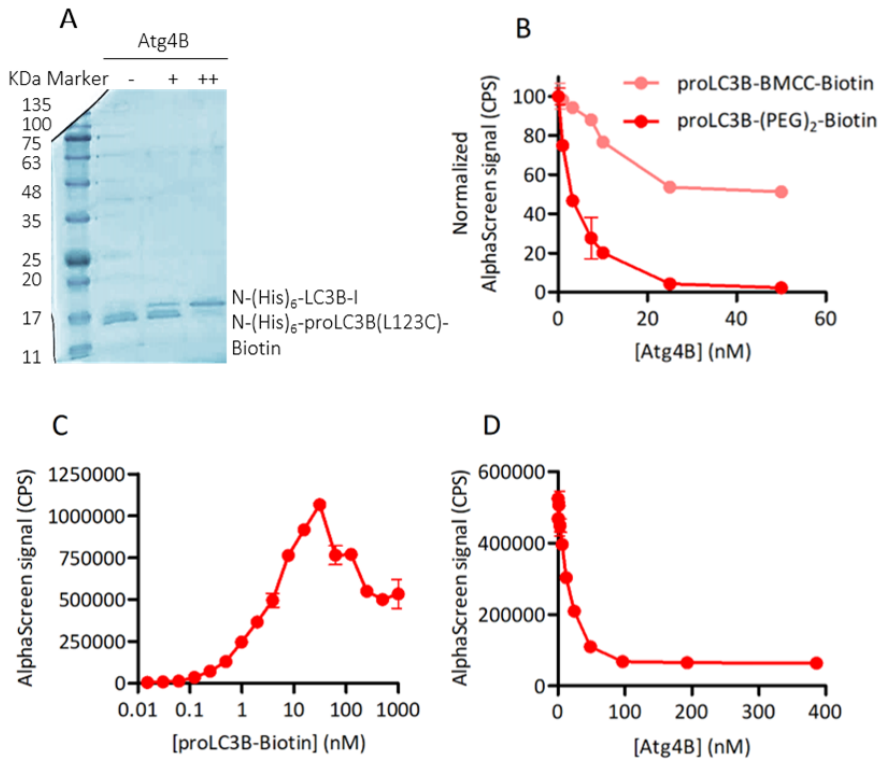 A
Atg4B
KDa Marker - + ++
135
100
75
63
48
35
25
20
17
11
N-(His)6-LC3B-I
N-(His)6-proLC3B(L123C)-
Biotin
B
proLC3B-BMCC-Biotin
proLC3B-(PEG)2-Biotin
Normalized
AlphaScreen signal (CPS)
100
80
60
40
20
0
0 20 40 60
[Atg4B] (nM)
C
AlphaScreen signal (CPS)
1250000
1000000
750000
500000
250000
0
0.01 0.1 1 10 100 1000
[proLC3B-Biotin] (nM)
D
AlphaScreen signal (CPS)
600000
400000
200000
0
0 100 200 300 400
[Atg4B] (nM)